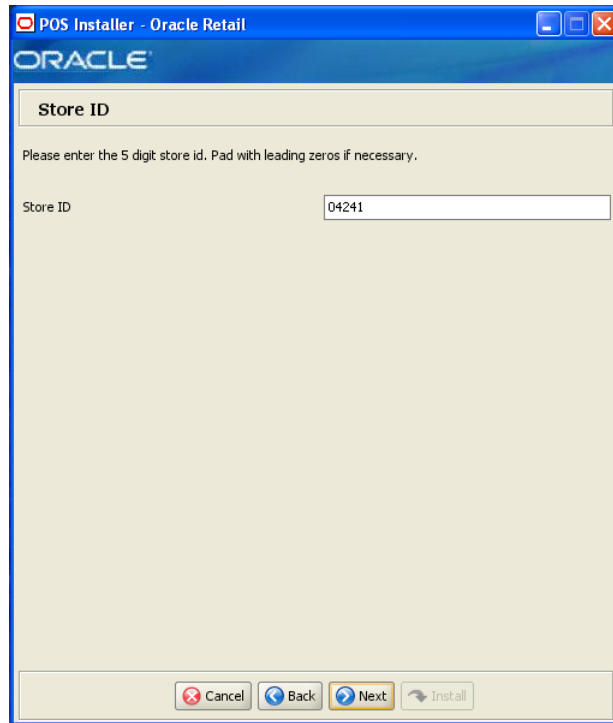 POS Installer - Oracle Retail
ORACLE
Store ID
Please enter the 5 digit store id. Pad with leading zeros if necessary.
Store ID 04241
Cancel Back Next Install